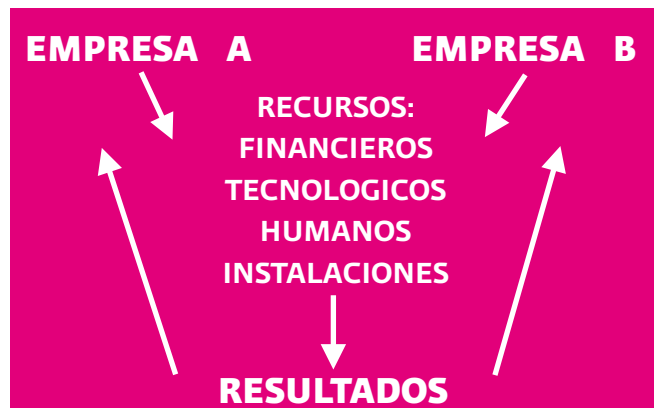 EMPRESA A
EMPRESA B
RECURSOS:
FINANCIEROS
TECNOLOGICOS
HUMANOS
INSTALACIONES
RESULTADOS